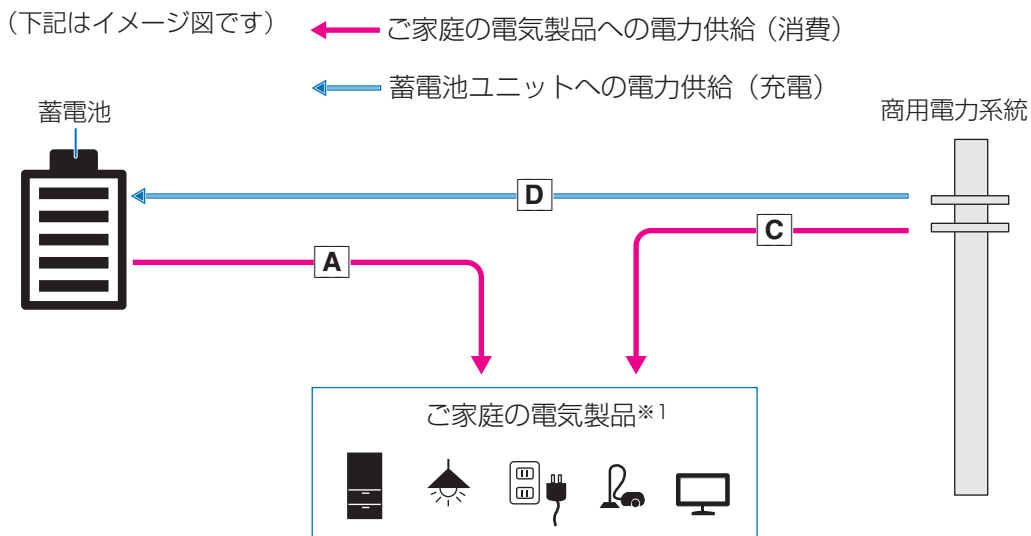 （下記はイメージ図です）
ご家庭の電気製品への電力供給（消費）
蓄電池ユニットへの電力供給（充電）
蓄電池
商用電力系統
D
C
A
ご家庭の電気製品※1